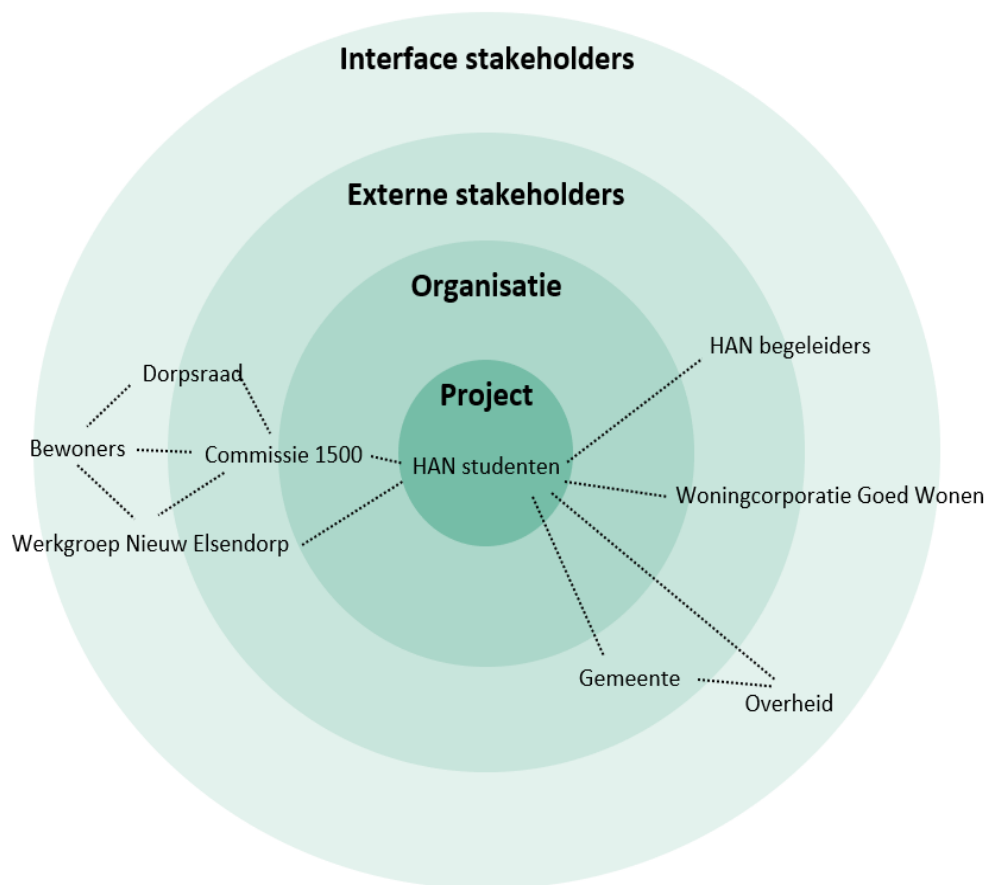 Interface stakeholders
Externe stakeholders
Organisatie
HAN begeleiders
Dorpsraad
Project
Bewoners
Commissie 1500
HAN studenten
Woningcorporatie Goed Wonen
Werkgroep Nieuw Elsendorp
Gemeente
Overheid